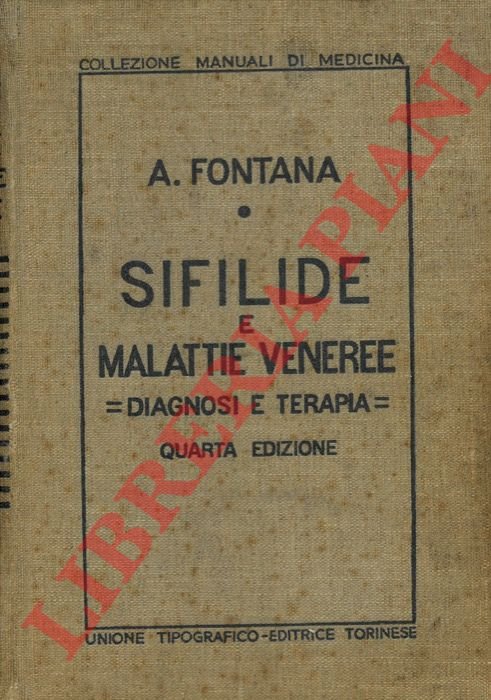 COLLEZIONE MANUALI DI MEDICINA
A. FONTANA
•
SIFILIDE
E
MALATTIE VENEREE
=DIAGNOSI E TERAPIA=
QUARTA EDIZIONE
UNIONE TIPOGRAFICO-EDITRICE TORINESE
LIBRERIA PIANI